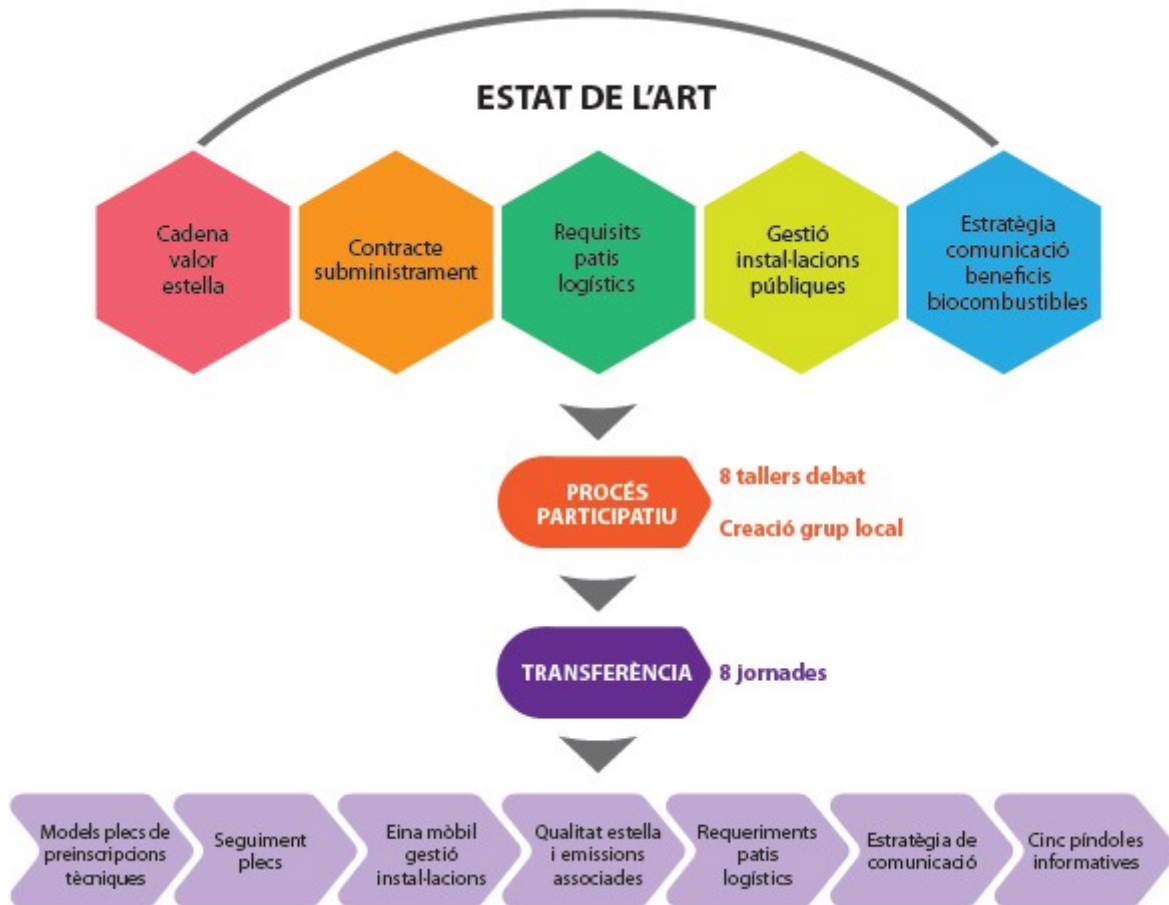 ESTAT DE L'ART
Cadena
valor
estella
Contracte
subministrament
Requisits
patis
logístics
Gestió
instal·lacions
públiques
Estratègia
comunicació
beneficis
biocombustibles
PROCÉS
PARTICIPATIU
8 tallers debat
Creació grup local
TRANSFERÈNCIA
8 jornades
Models plecs de
preinscripcions
tècniques
Seguiment
plecs
Eina mòbil
gestió
instal·lacions
Qualitat estella
i emissions
associades
Requeriments
patis
logístics
Estratègia de
comunicació
Cinc píndoles
informatives